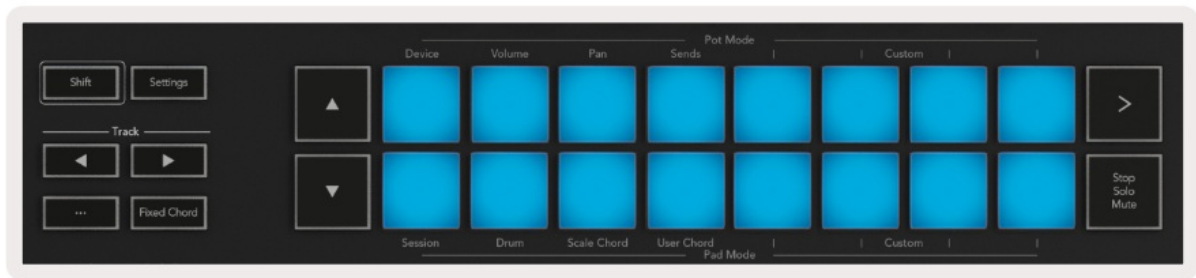 Pot Mode
Device Volume Pan Sends Custom
Shift Settings
Track
... Fixed Chord
Stop
Solo
Mute
Session Drum Scale Chord User Chord Custom
Pad Mode